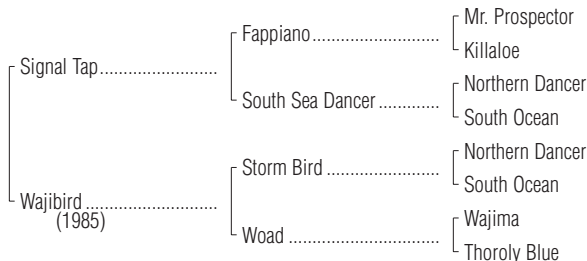 Mr. Prospector
Fappiano
Killaloe
Signal Tap
Northern Dancer
South Sea Dancer
South Ocean
Northern Dancer
Storm Bird
South Ocean
Wajibird
(1985)
Wajima
Woad
Thoroly Blue